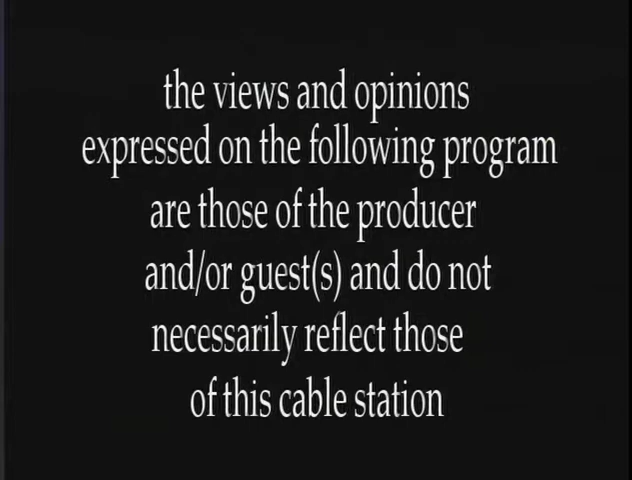 the views and opinions
expressed on the following program
are those of the producer
and/or guest(s) and do not
necessarily reflect those
of this cable station